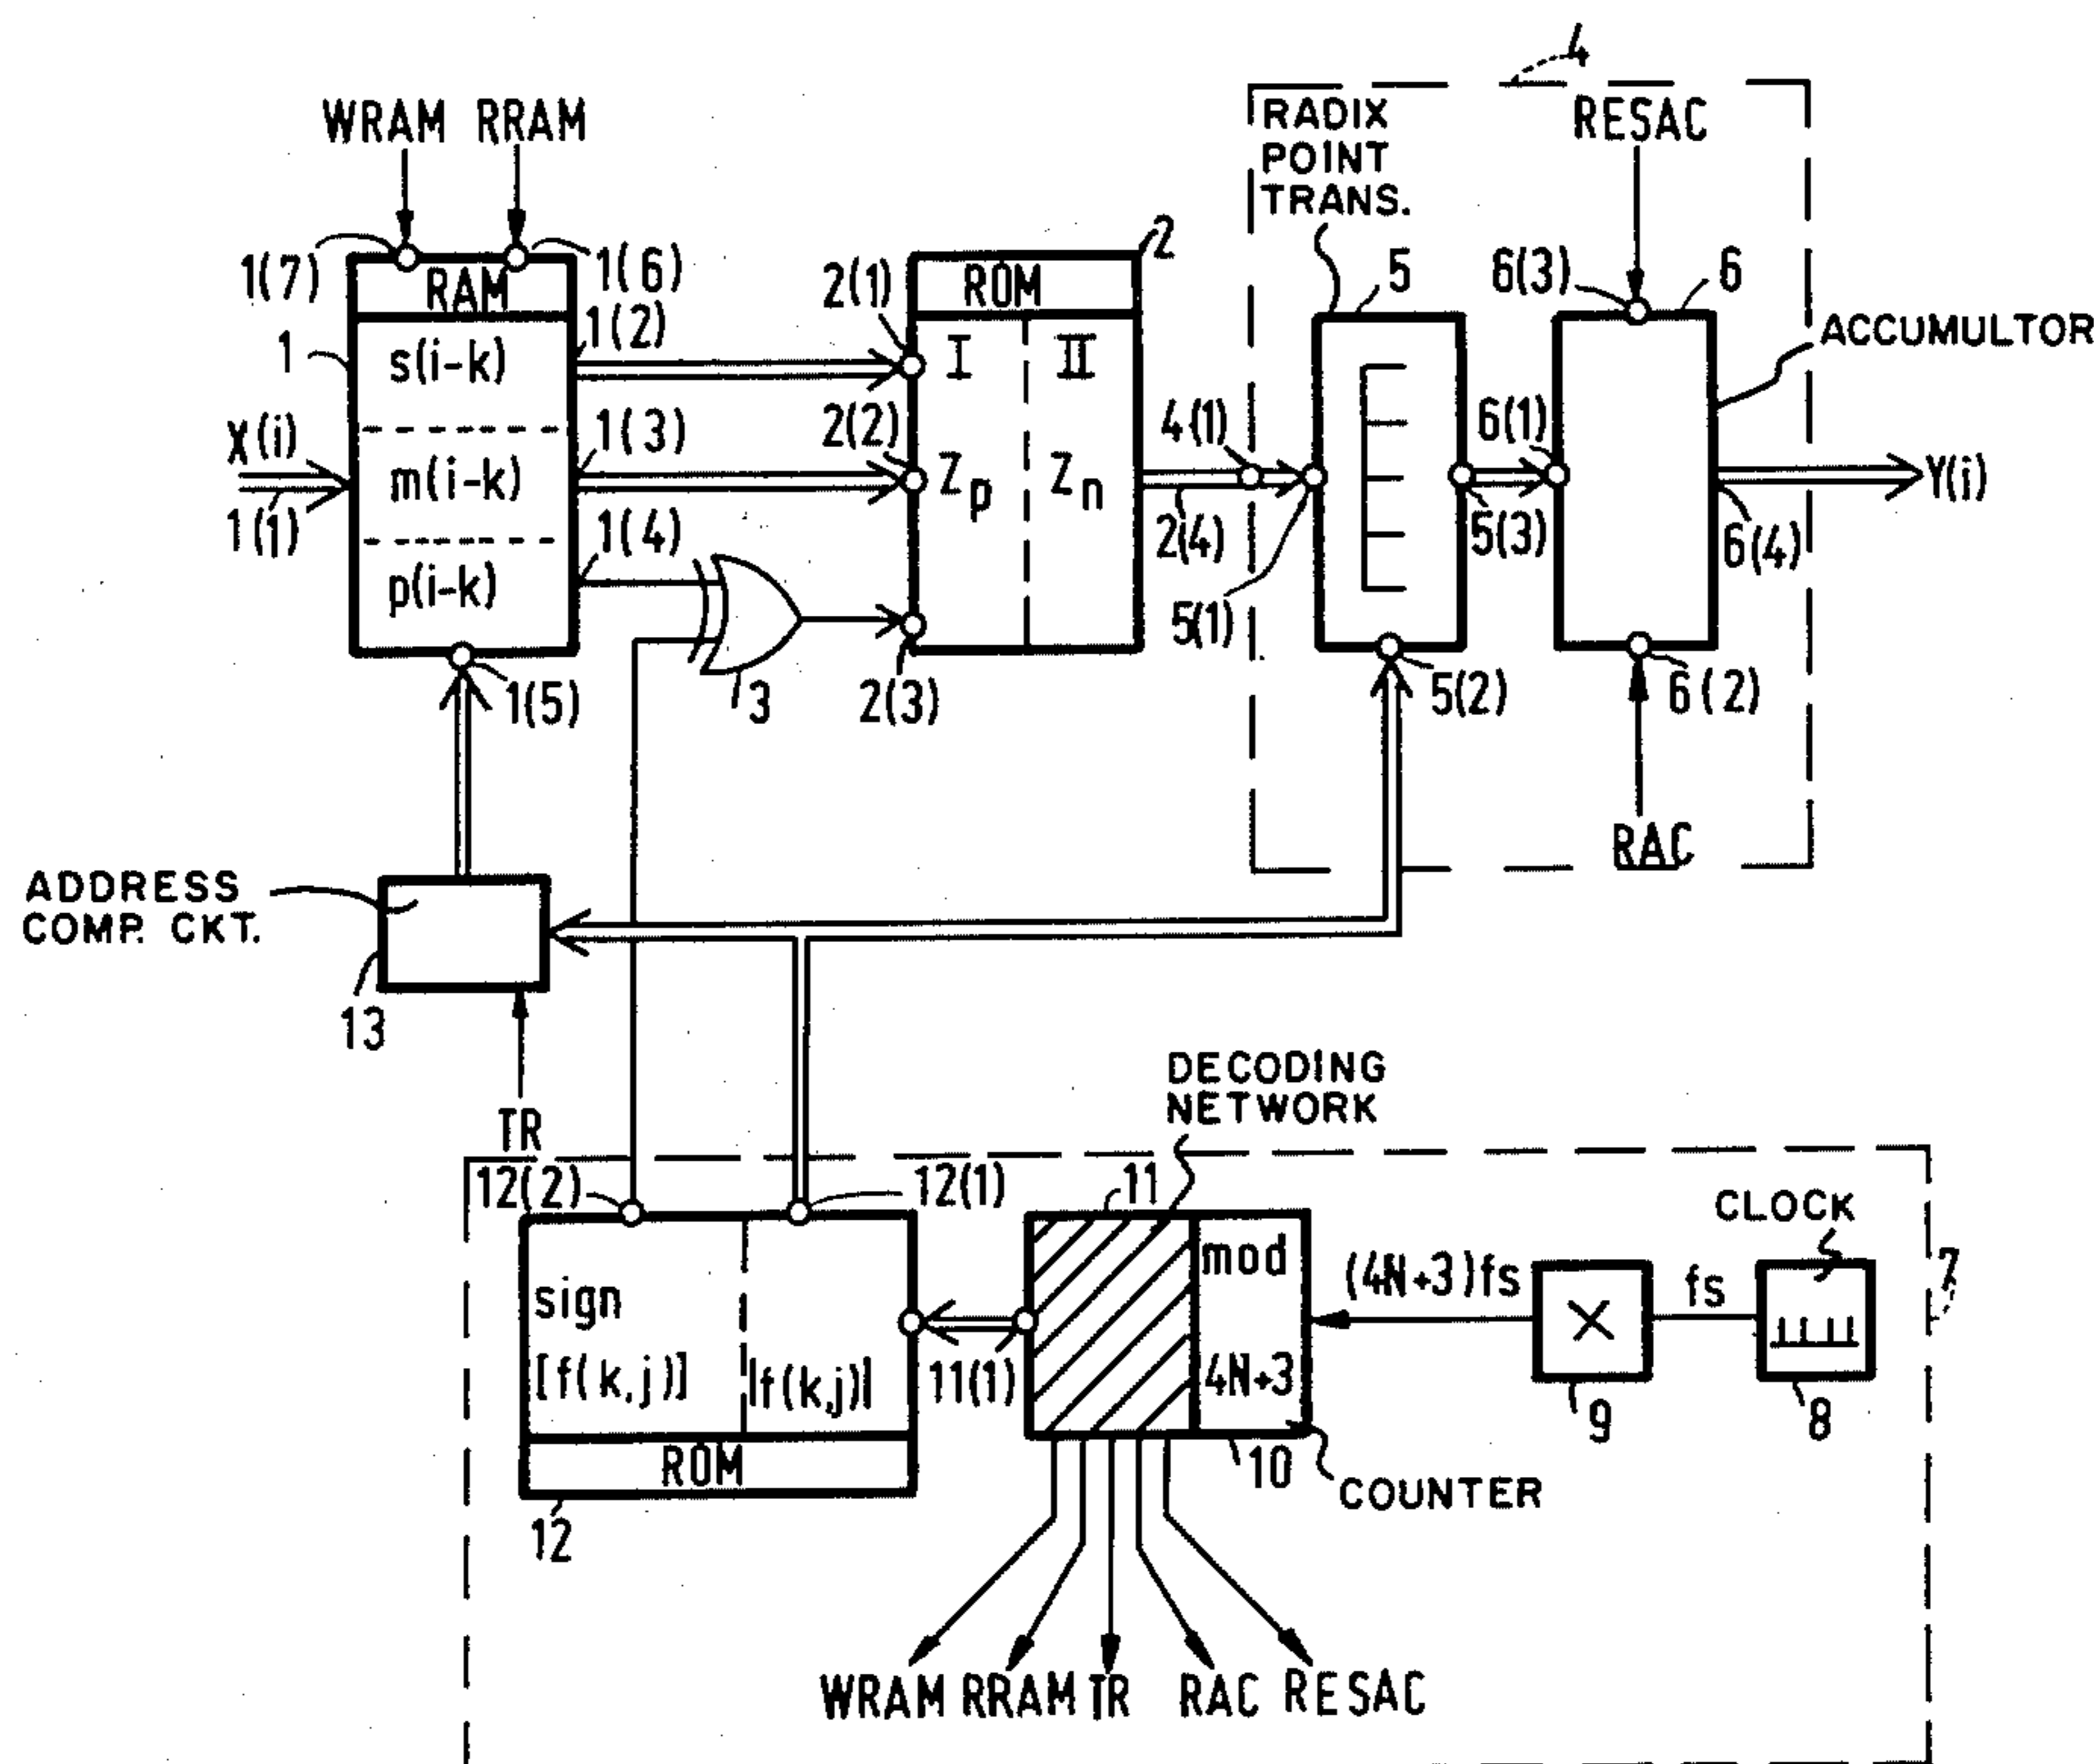 4
WRAM RRAM
RADIX
POINT
TRANS.
RESAC
1(7)
RAM
1(6)
2(1)
ROM
2
5
6(3)
6
ACCUMULTOR
1
s(i-k)
1(2)
I
II
X(i)
m(i-k)
1(3)
2(2)
Zp
Zn
4(1)
6(1)
Y(i)
1(1)
p(i-k)
1(4)
2(4)
5(3)
6(4)
5(1)
1(5)
3
2(3)
5(2)
6(2)
RAC
ADDRESS
COMP. CKT.
13
TR
DECODING
NETWORK
12(2)
12(1)
11
CLOCK
7
sign
[f(k,j)]
|f(k,j)|
11(1)
mod
4N+3
(4N+3)fs
X
fs
9
8
ROM
10
COUNTER
12
WRAM RRAM TR RAC RESAC